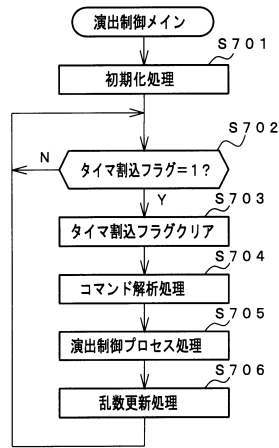 演出制御メイン
S701
初期化処理
S702
タイマ割込フラグ=1?
N
Y
S703
タイマ割込フラグクリア
S704
コマンド解析処理
S705
演出制御プロセス処理
S706
乱数更新処理